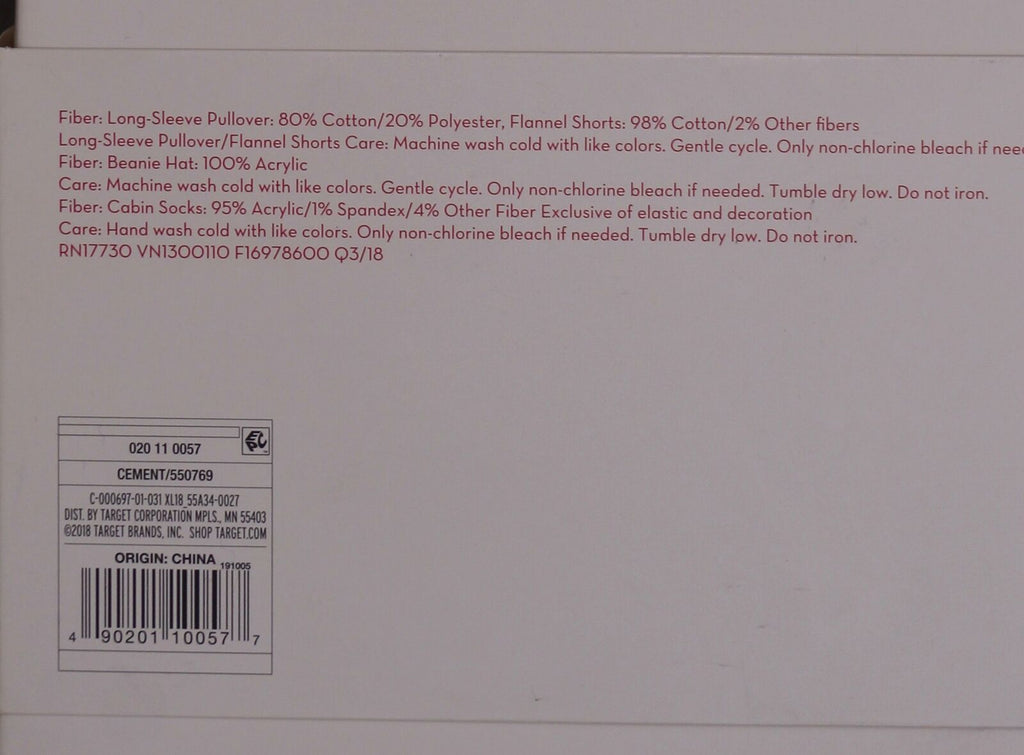 Fiber: Long-Sleeve Pullover: 80% Cotton/20% Polyester, Flannel Shorts: 98% Cotton/2% Other fibers
Long-Sleeve Pullover/Flannel Shorts Care: Machine wash cold with like colors. Gentle cycle. Only non-chlorine bleach if nee
Fiber: Beanie Hat: 100% Acrylic
Care: Machine wash cold with like colors. Gentle cycle. Only non-chlorine bleach if needed. Tumble dry low. Do not iron.
Fiber: Cabin Socks: 95% Acrylic/1% Spandex/4% Other Fiber Exclusive of elastic and decoration
Care: Hand wash cold with like colors. Only non-chlorine bleach if needed. Tumble dry low. Do not iron.
RN17730 VN1300110 F16978600 Q3/18
020 11 0057
CEMENT/550769
C-000697-01-031 XL18 55A34-0027
DIST. BY TARGET CORPORATION MPLS., MN 55403
©2018 TARGET BRANDS, INC. SHOP TARGET.COM
ORIGIN: CHINA 191005
4 90201 10057 7